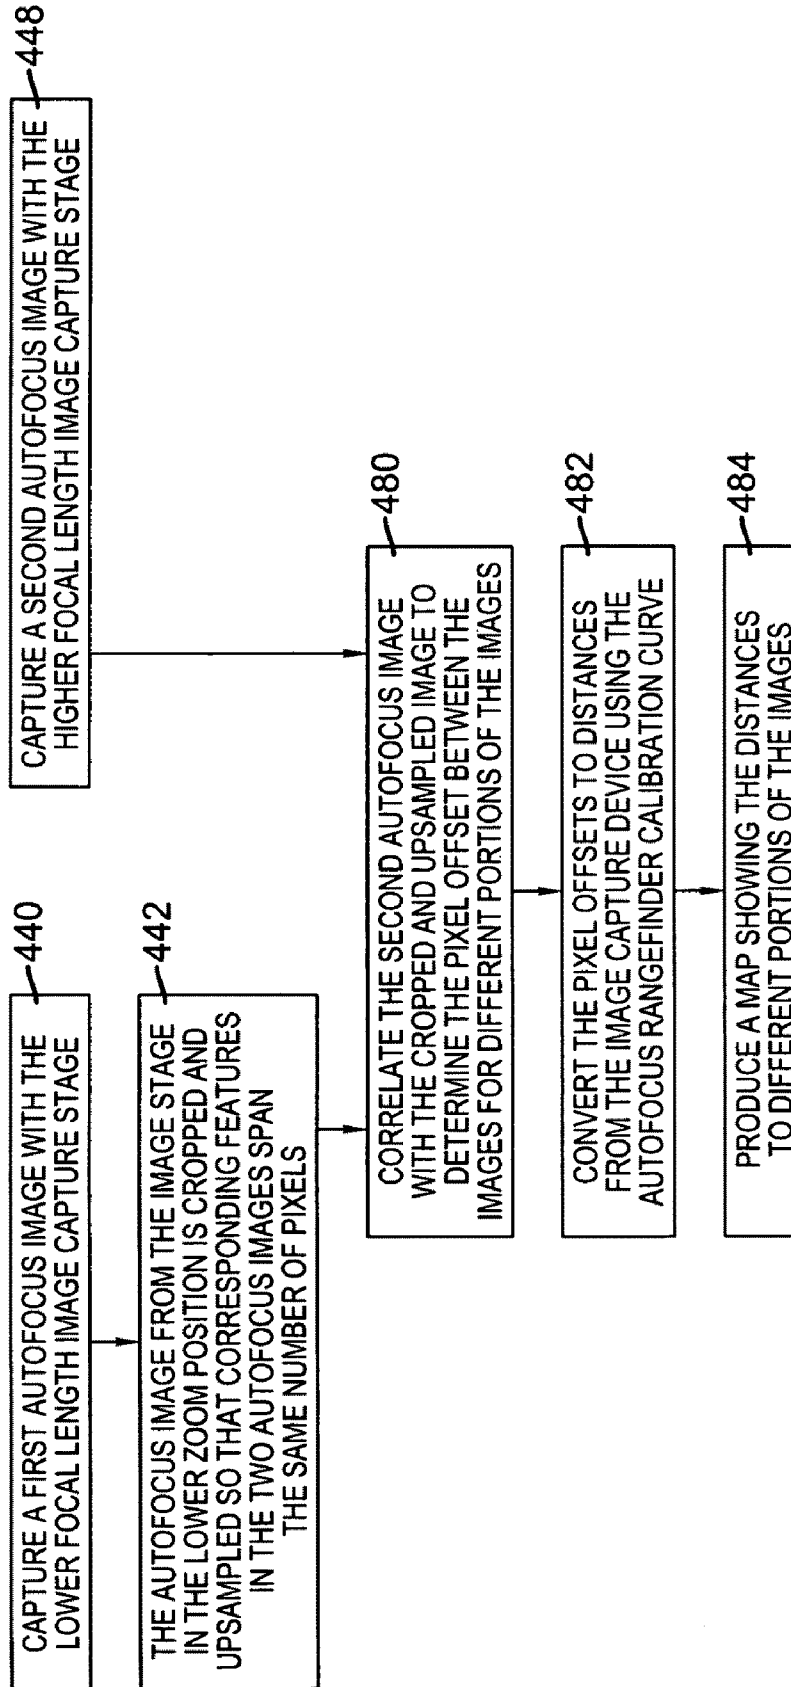 440
CAPTURE A FIRST AUTOFOCUS IMAGE WITH THE
LOWER FOCAL LENGTH IMAGE CAPTURE STAGE
442
THE AUTOFOCUS IMAGE FROM THE IMAGE STAGE
IN THE LOWER ZOOM POSITION IS CROPPED AND
UPSAMPLED SO THAT CORRESPONDING FEATURES
IN THE TWO AUTOFOCUS IMAGES SPAN
THE SAME NUMBER OF PIXELS
448
CAPTURE A SECOND AUTOFOCUS IMAGE WITH THE
HIGHER FOCAL LENGTH IMAGE CAPTURE STAGE
480
CORRELATE THE SECOND AUTOFOCUS IMAGE
WITH THE CROPPED AND UPSAMPLED IMAGE TO
DETERMINE THE PIXEL OFFSET BETWEEN THE
IMAGES FOR DIFFERENT PORTIONS OF THE IMAGES
482
CONVERT THE PIXEL OFFSETS TO DISTANCES
FROM THE IMAGE CAPTURE DEVICE USING THE
AUTOFOCUS RANGEFINDER CALIBRATION CURVE
484
PRODUCE A MAP SHOWING THE DISTANCES
TO DIFFERENT PORTIONS OF THE IMAGES